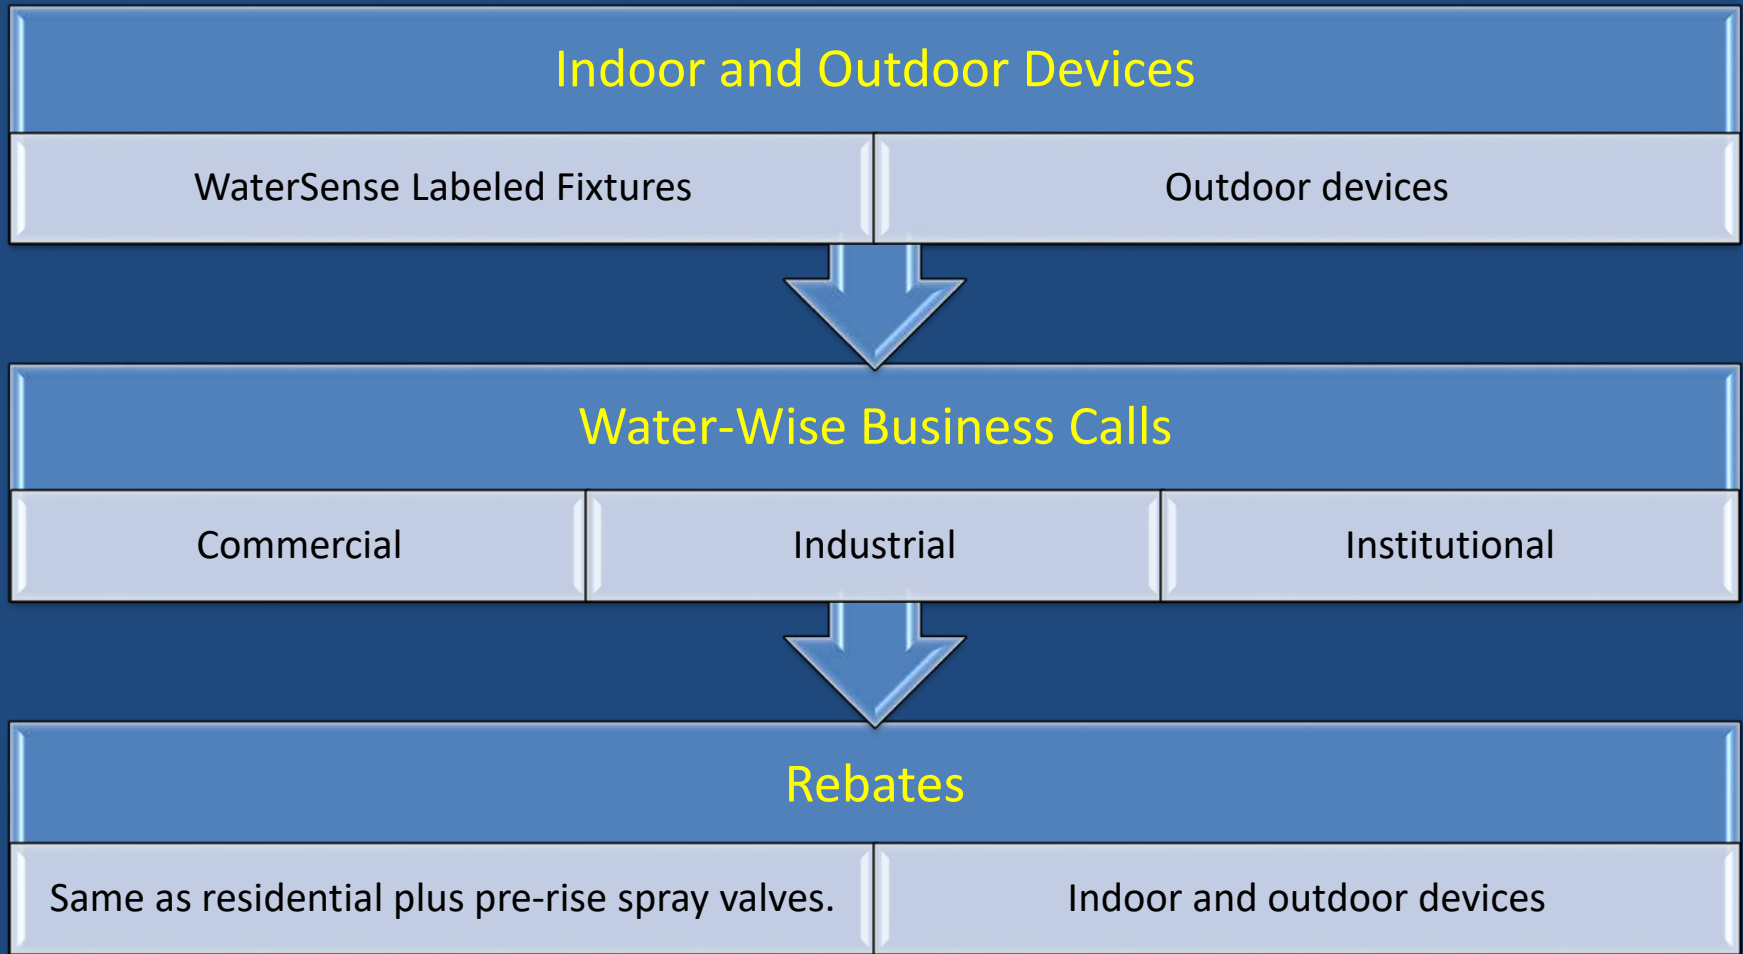 Indoor and Outdoor Devices
WaterSense Labeled Fixtures
Outdoor devices
Water-Wise Business Calls
Commercial
Industrial
Institutional
Rebates
Same as residential plus pre-rise spray valves.
Indoor and outdoor devices